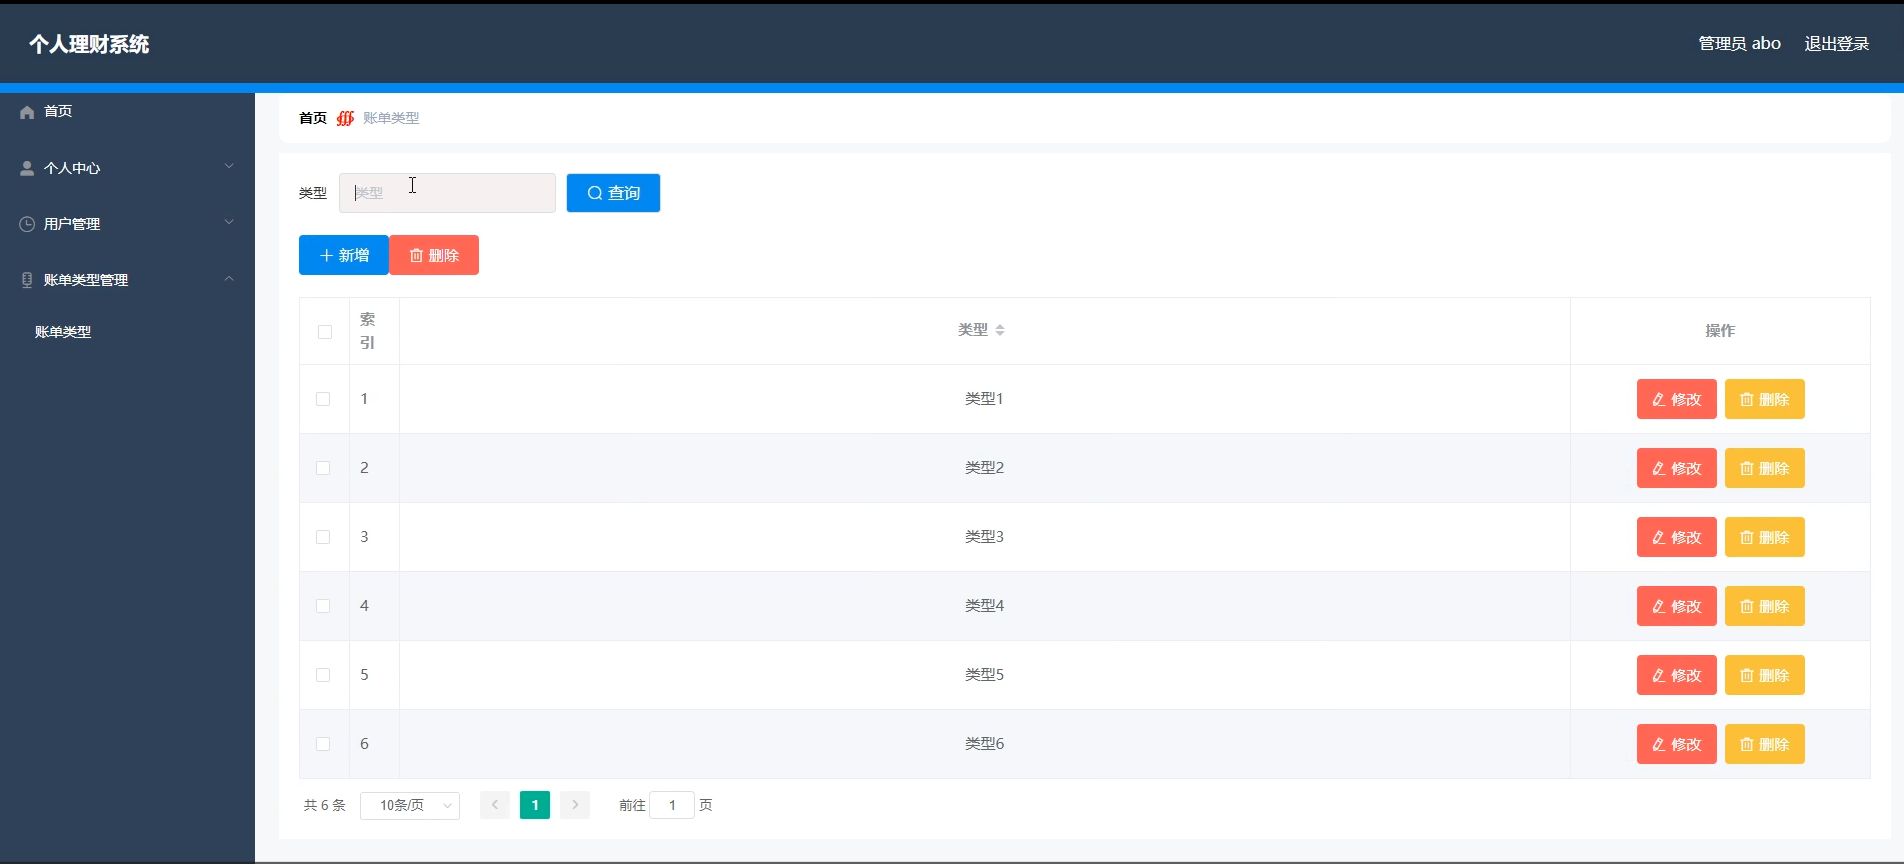 个人理财系统
管理员 abo 退出登录
首页
个人中心
用户管理
账单类型管理
账单类型
首页 账单类型
类型 类型 查询
新增 删除
索引 类型 操作
1 类型1 修改 删除
2 类型2 修改 删除
3 类型3 修改 删除
4 类型4 修改 删除
5 类型5 修改 删除
6 类型6 修改 删除
共 6 条 10条/页 1 前往 1 页